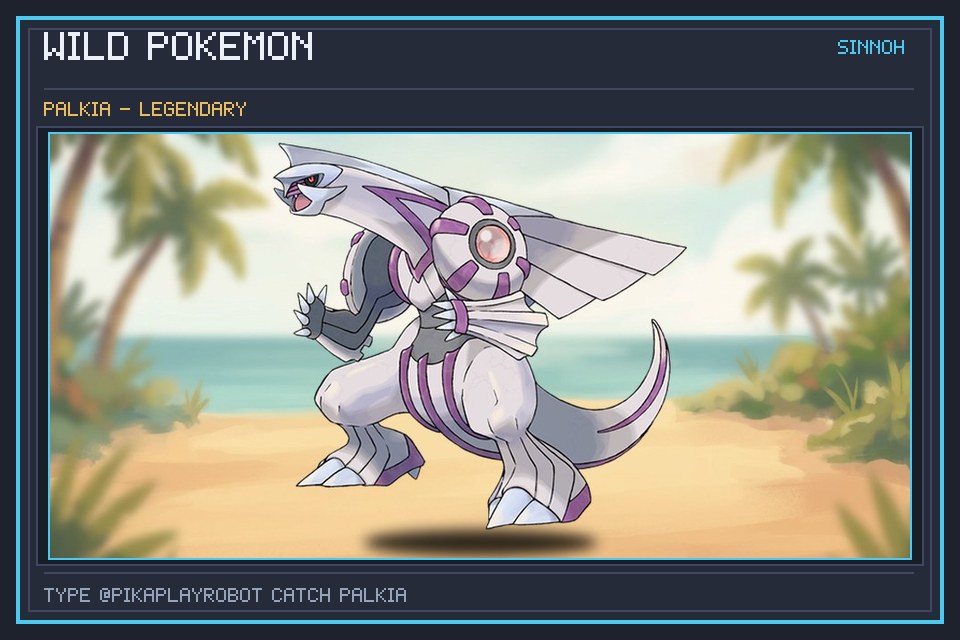 WILD POKEMON
SINNOH
PALKIA - LEGENDARY
TYPE @PIKAPLAYROBOT CATCH PALKIA